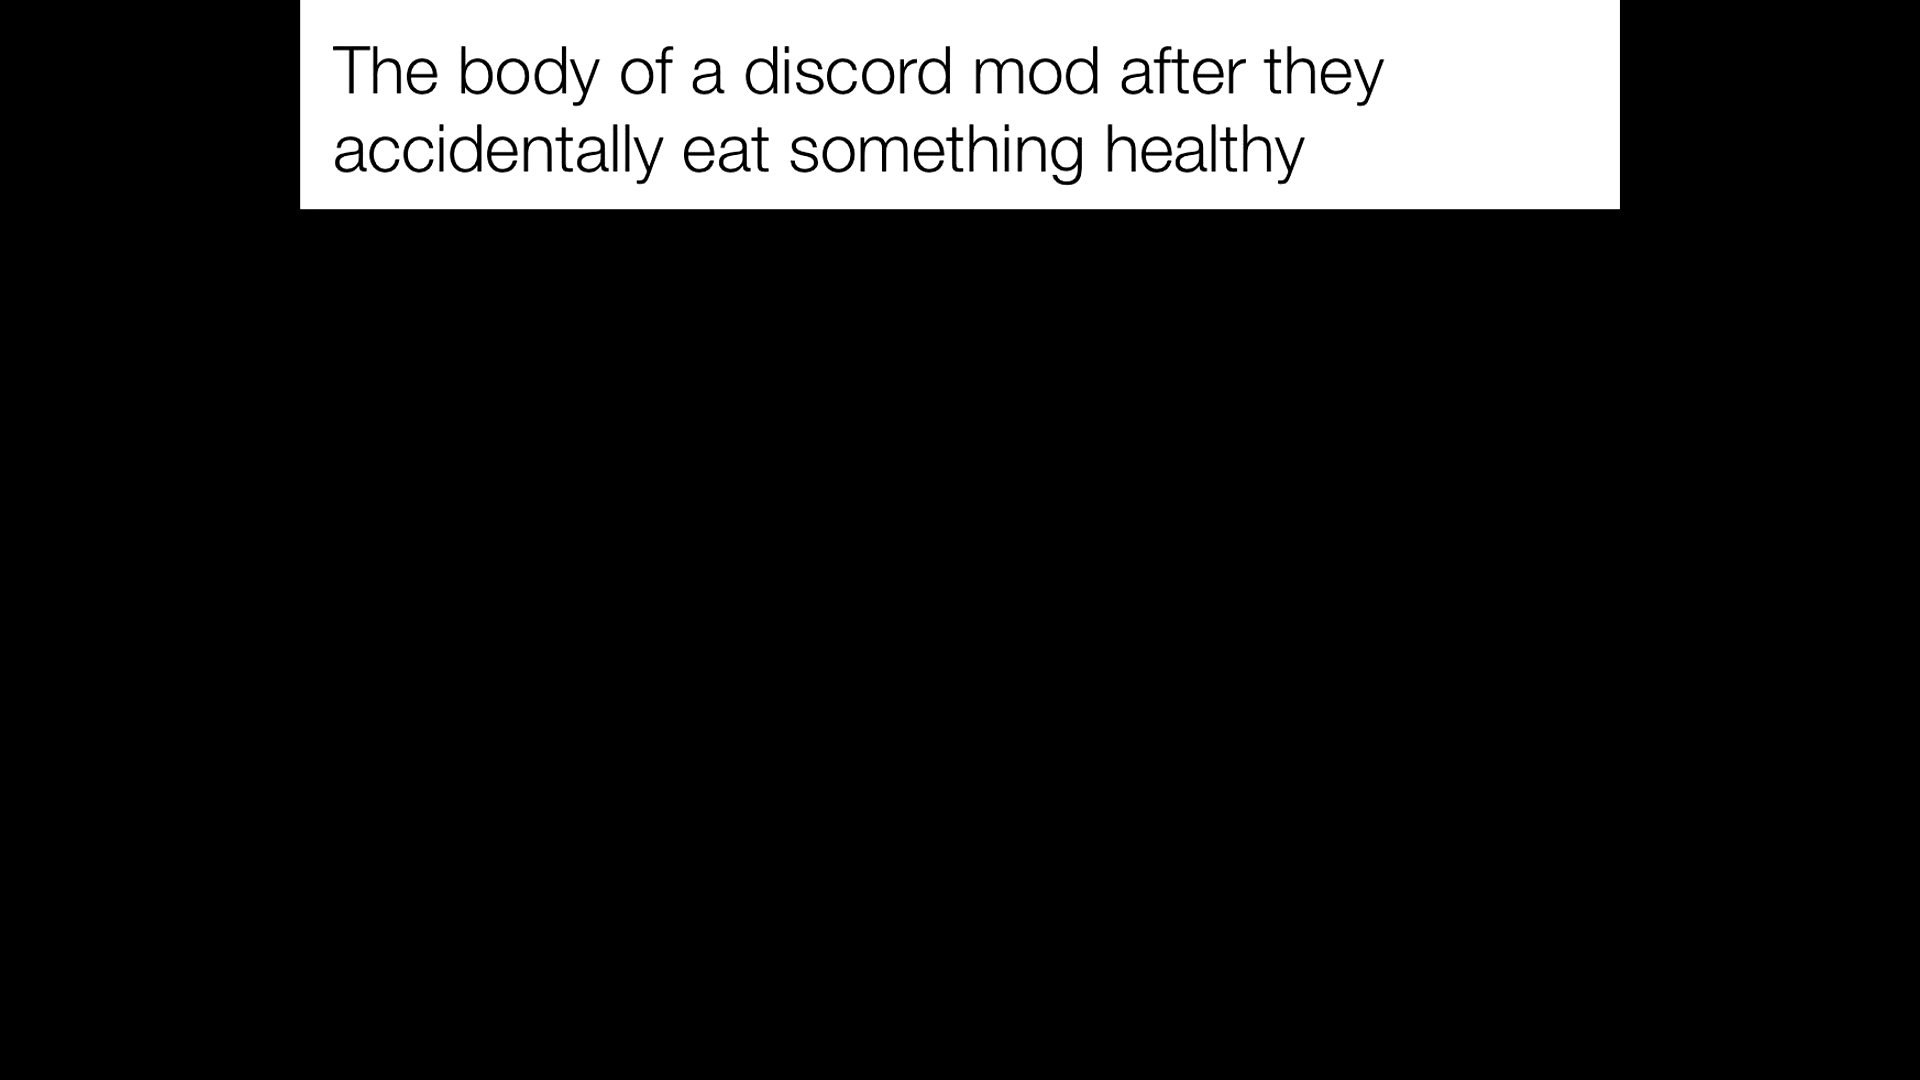 The body of a discord mod after they
accidentally eat something healthy